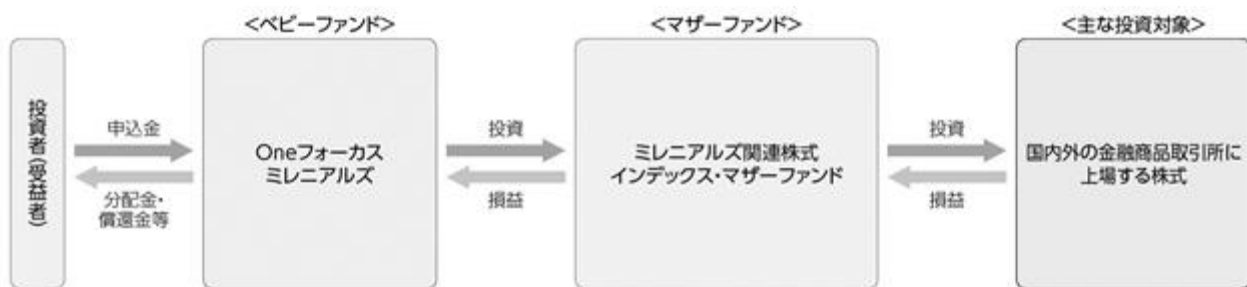 <ベビーファンド>
<マザーファンド>
<主な投資対象>
投資者(受益者)
申込金
分配金・
償還金等
Oneフォーカス
ミレニアルズ
投資
損益
ミレニアルズ関連株式
インデックス・マザーファンド
投資
損益
国内外の金融商品取引所に
上場する株式